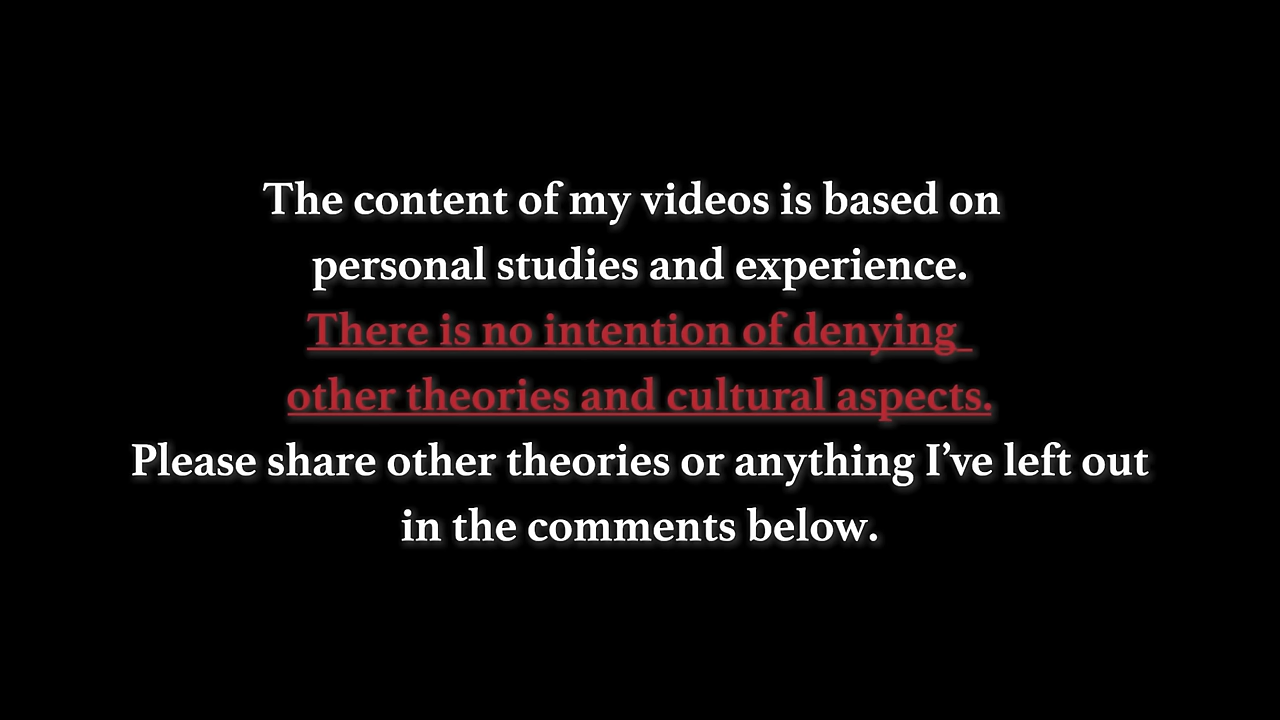 The content of my videos is based on
personal studies and experience.
There is no intention of denying
other theories and cultural aspects.
Please share other theories or anything I’ve left out
in the comments below.